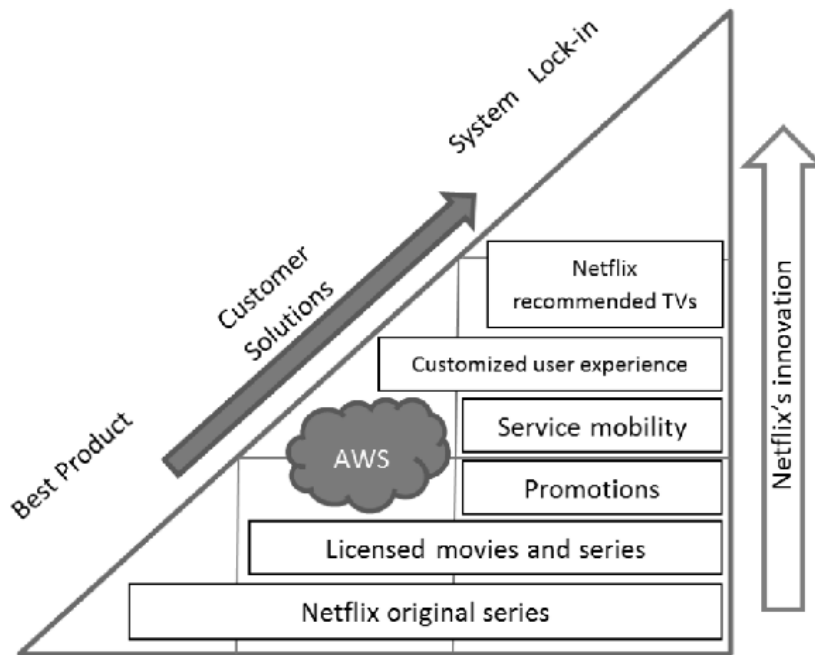 System Lock-in
Customer
Solutions
Best Product
Netflix
recommended TVs
Customized user experience
Service mobility
AWS
Promotions
Licensed movies and series
Netflix original series
Netflix's innovation